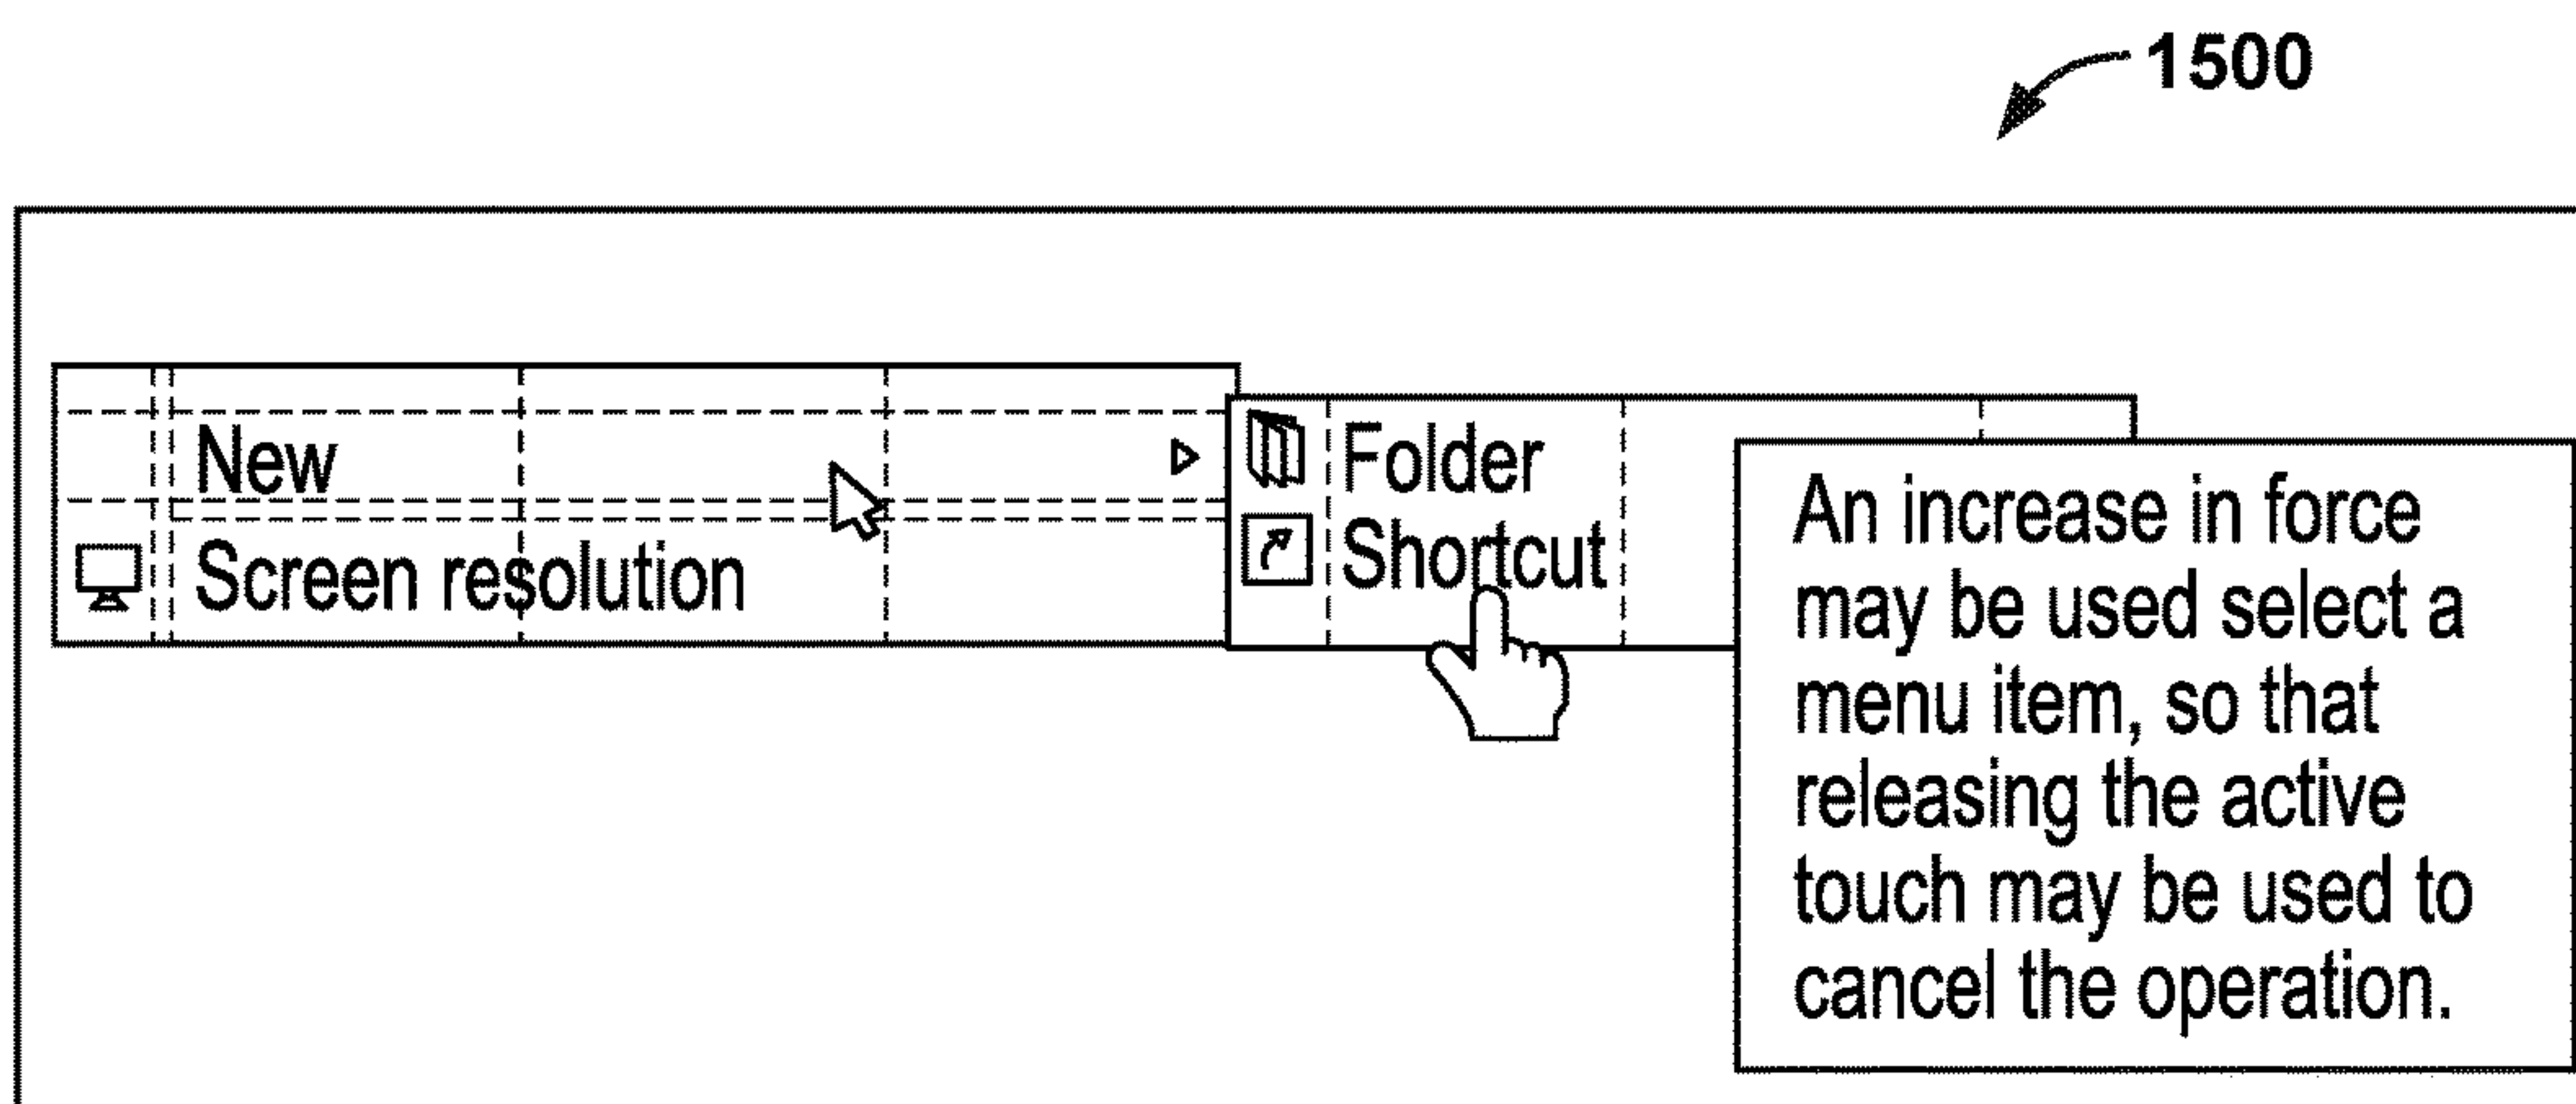 1500
New
Screen resolution
Folder
Shortcut
An increase in force
may be used select a
menu item, so that
releasing the active
touch may be used to
cancel the operation.